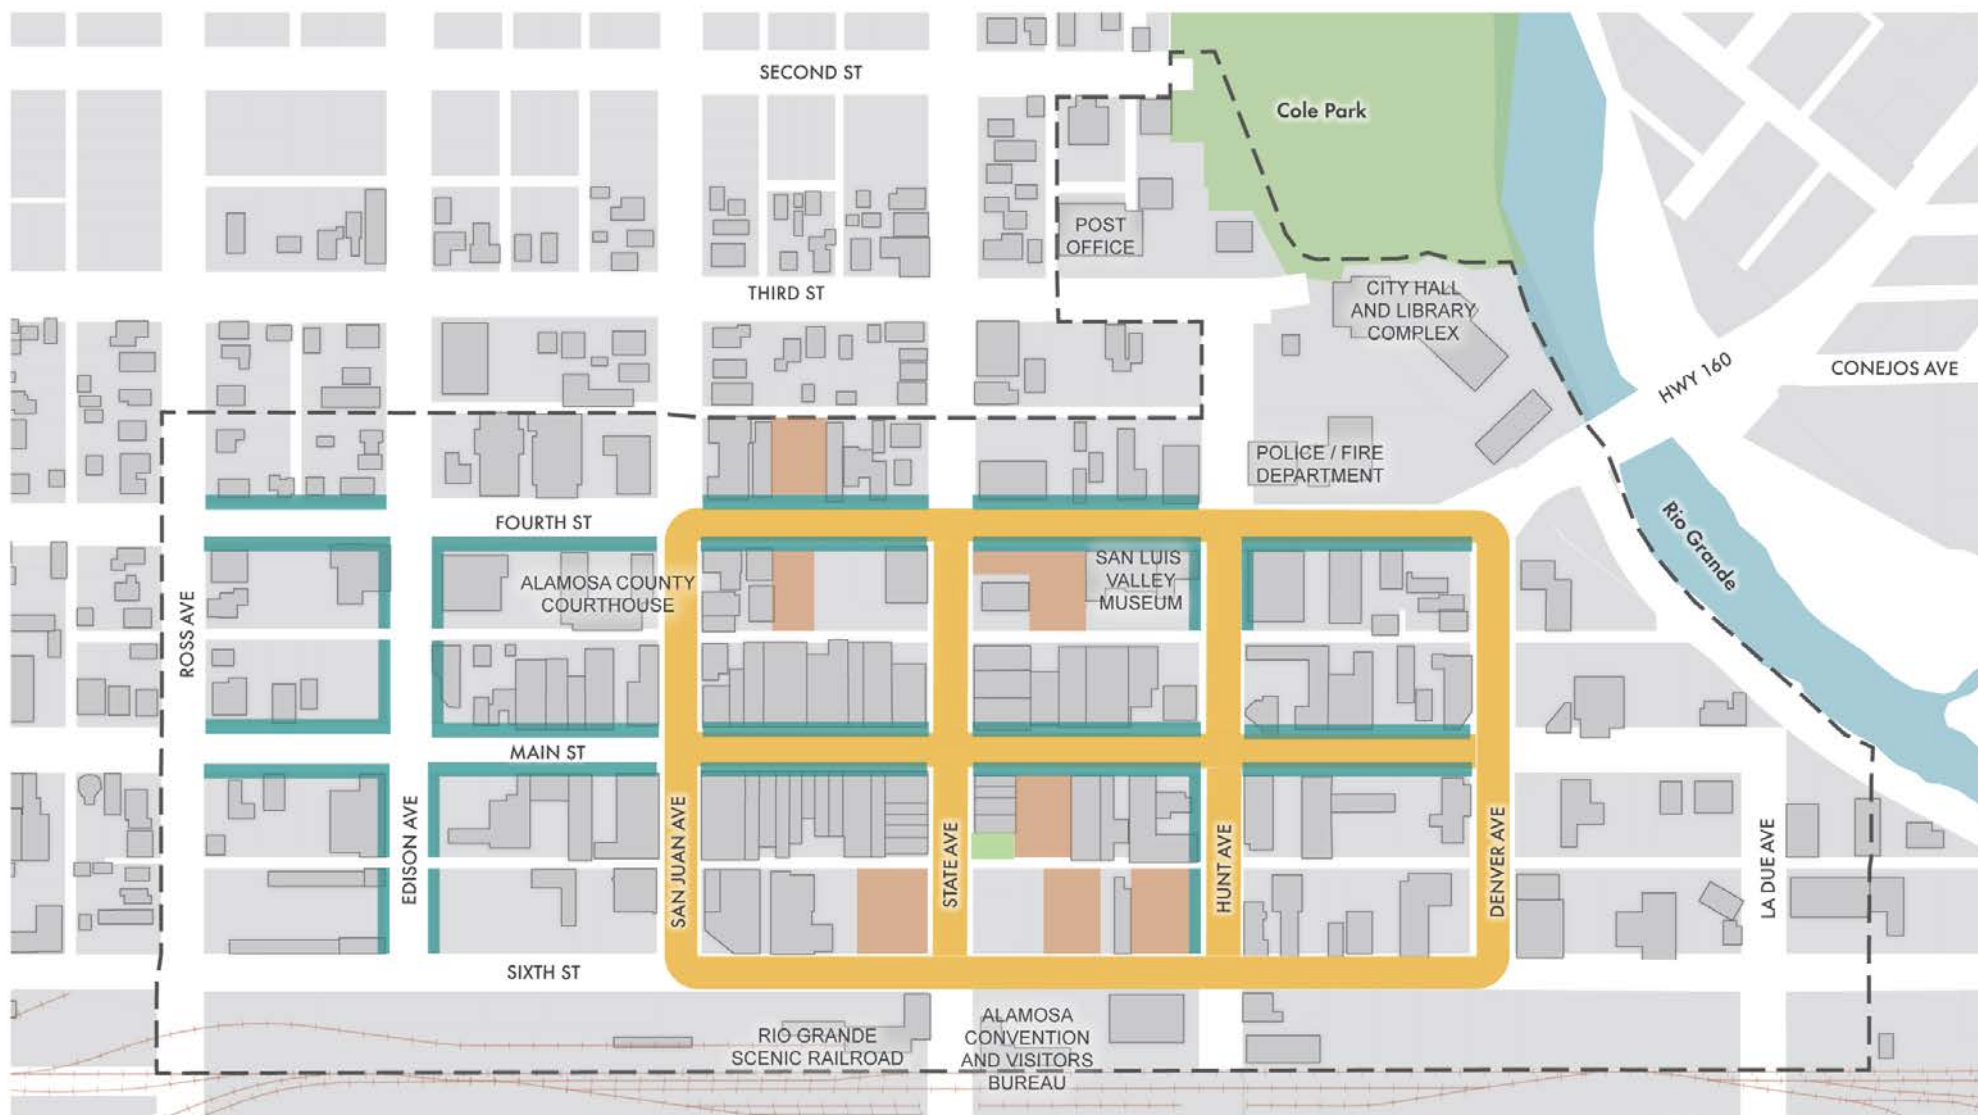 SECOND ST
Cole Park
POST
OFFICE
THIRD ST
CITY HALL
AND LIBRARY
COMPLEX
HWY 160
CONEJOS AVE
POLICE / FIRE
DEPARTMENT
FOURTH ST
Rio Grande
ROSS AVE
ALAMOSA COUNTY
COURTHOUSE
SAN LUIS
VALLEY
MUSEUM
MAIN ST
EDISON AVE
SAN JUAN AVE
STATE AVE
HUNT AVE
DENVER AVE
LA DUE AVE
SIXTH ST
RIO GRANDE
SCENIC RAILROAD
ALAMOSA
CONVENTION
AND VISITORS
BUREAU